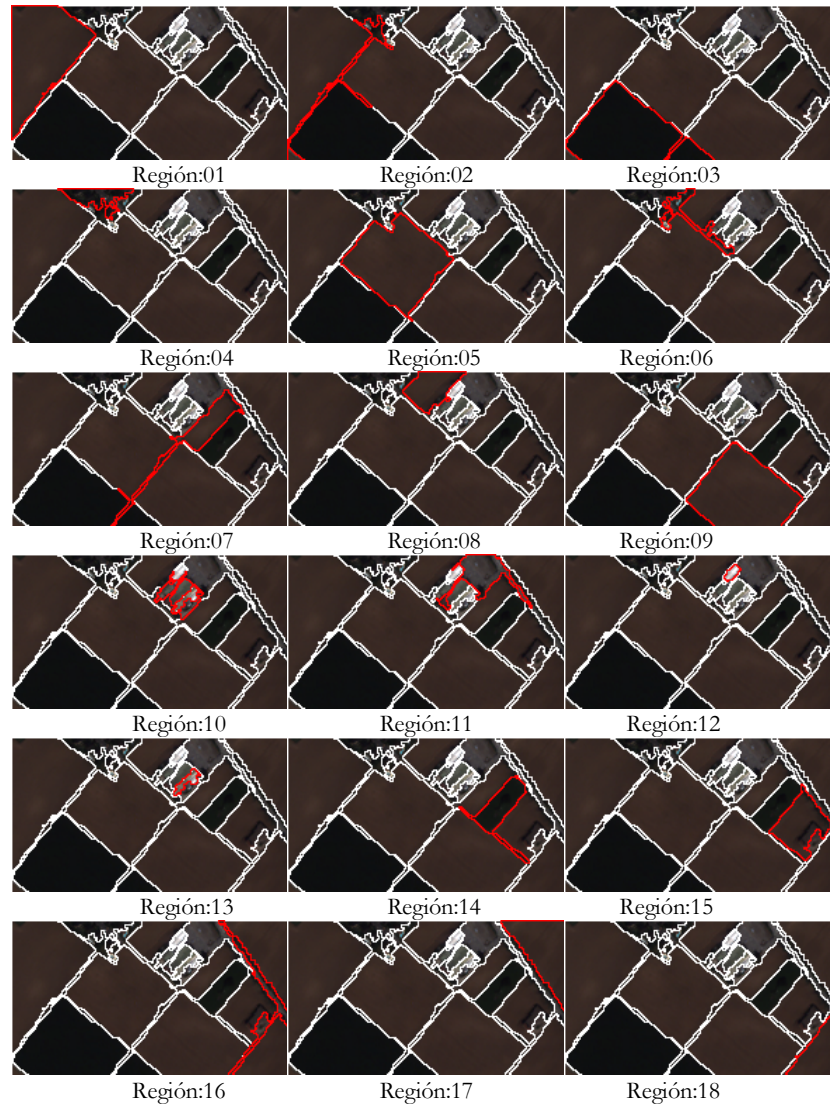 Región:01 Región:02 Región:03
Región:04 Región:05 Región:06
Región:07 Región:08 Región:09
Región:10 Región:11 Región:12
Región:13 Región:14 Región:15
Región:16 Región:17 Región:18